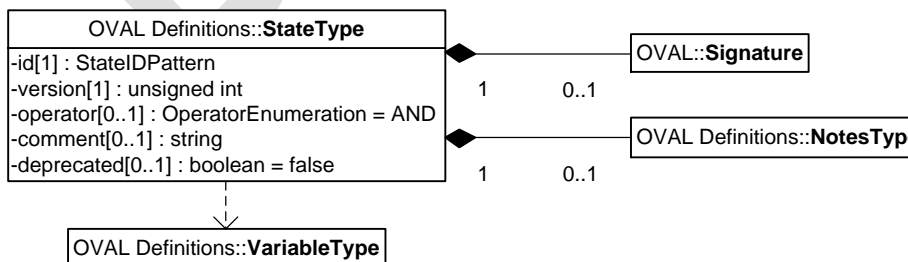 OVAL Definitions::StateType
-id[1] : StateIDPattern
-version[1] : unsigned int
-operator[0..1] : OperatorEnumeration = AND
-comment[0..1] : string
-deprecated[0..1] : boolean = false
OVAL::Signature
1 0..1
OVAL Definitions::NotesType
1 0..1
OVAL Definitions::VariableType